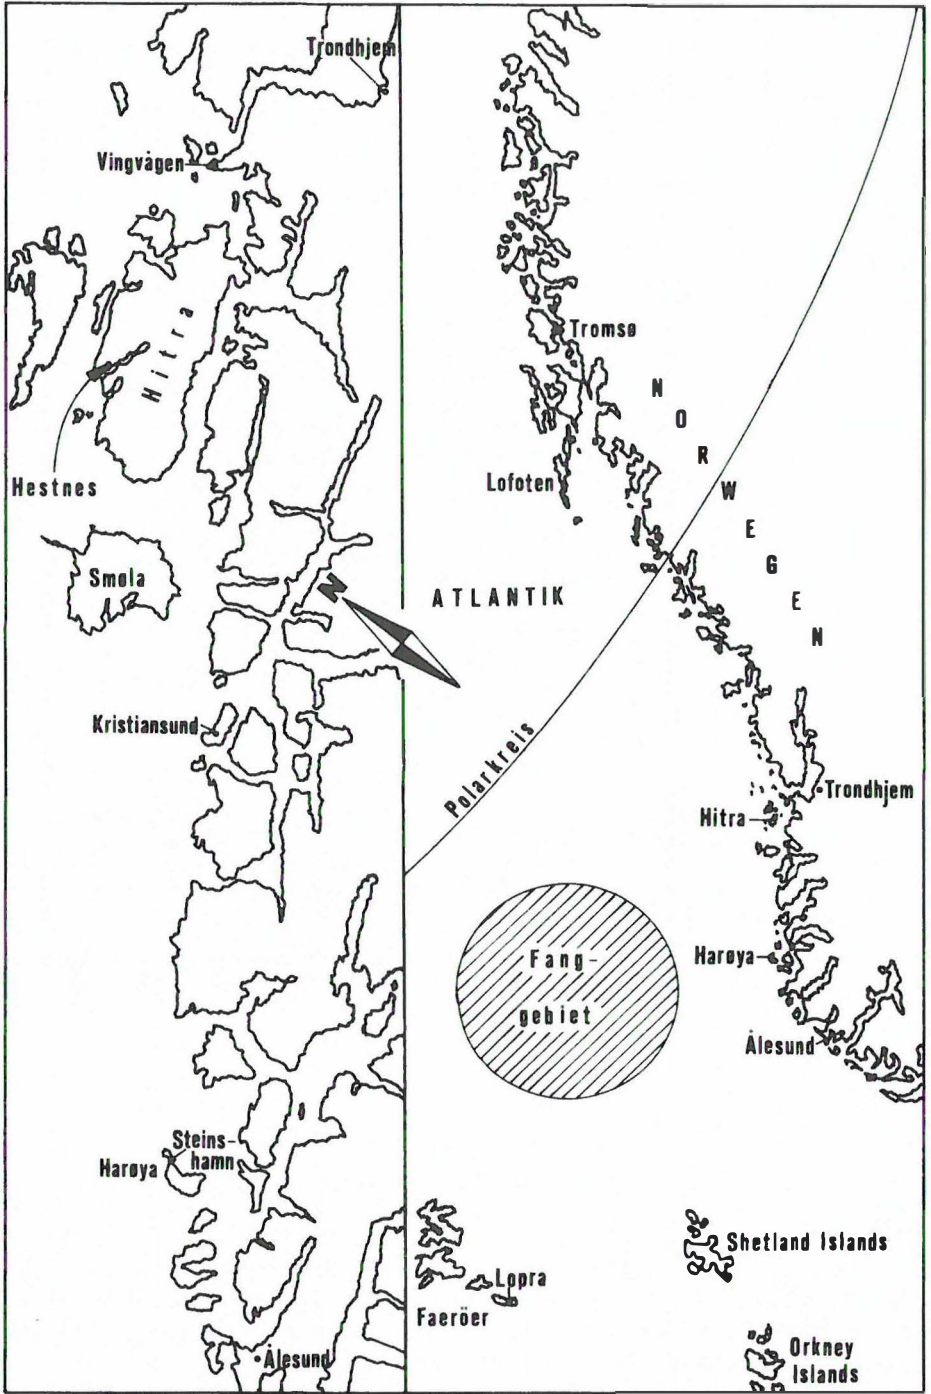 Trondhjem
Vingvågen
Hitra
Hestnes
Smøla
N
Kristiansund
Steins-
hamn
Harøya
Ålesund
Tromsø
NORWEGEN
Lofoten
ATLANTIK
Polarkreis
Trondhjem
Hitra
Fang-
gebiet
Harøya
Ålesund
Shetland Islands
Lopra
Faeröer
Orkney
Islands